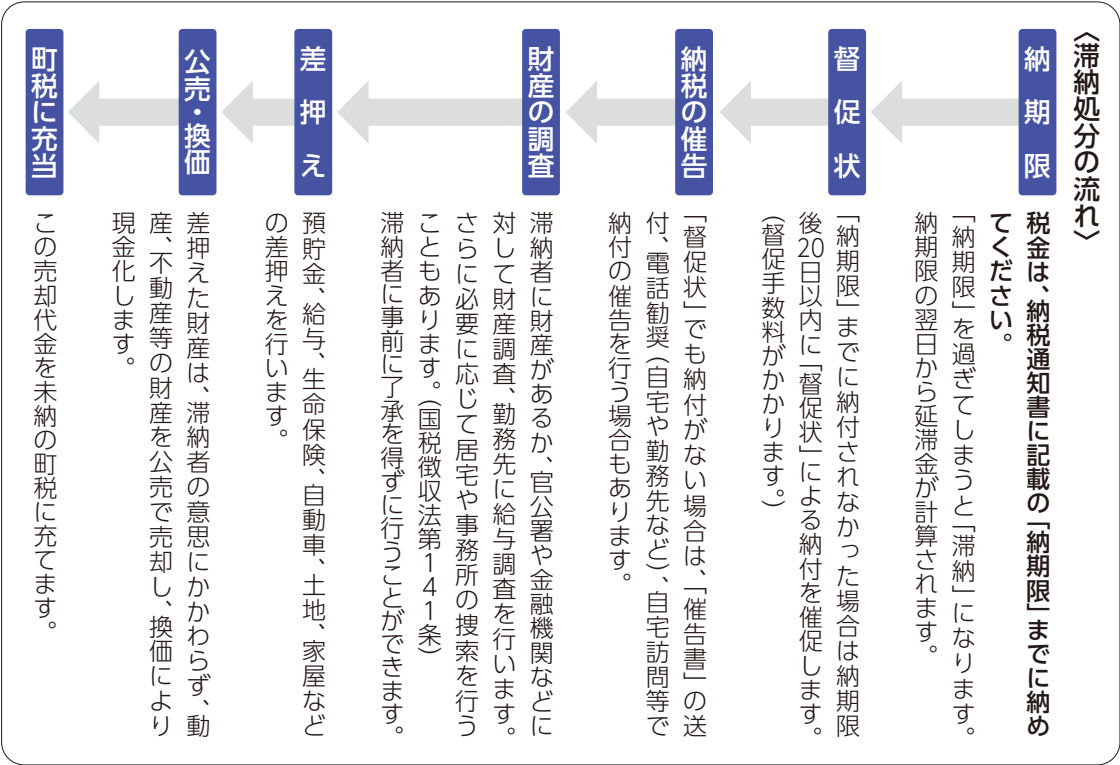 〈滞納処分の流れ〉
納期限
税金は、納税通知書に記載の「納期限」までに納め
てください。
「納期限」を過ぎてしまうと「滞納」になります。
納期限の翌日から延滞金が計算されます。
督促状
「納期限」までに納付されなかった場合は納期限
後20日以内に「督促状」による納付を催促します。
(督促手数料がかかります。)
納税の催告
「督促状」でも納付がない場合は、「催告書」の送
付、電話勧奨(自宅や勤務先など)、自宅訪問等で
納付の催告を行う場合もあります。
財産の調査
滞納者に財産があるか、官公署や金融機関などに
対して財産調査、勤務先に給与調査を行います。
さらに必要に応じて居宅や事務所の捜索を行う
こともあります。(国税徴収法第141条)
滞納者に事前に了承を得ずに行うことができます。
差押え
預貯金、給与、生命保険、自動車、土地、家屋など
の差押えを行います。
公売・換価
差押えた財産は、滞納者の意思にかかわらず、動
産、不動産等の財産を公売で売却し、換価により
現金化します。
町税に充当
この売却代金を未納の町税に充てます。